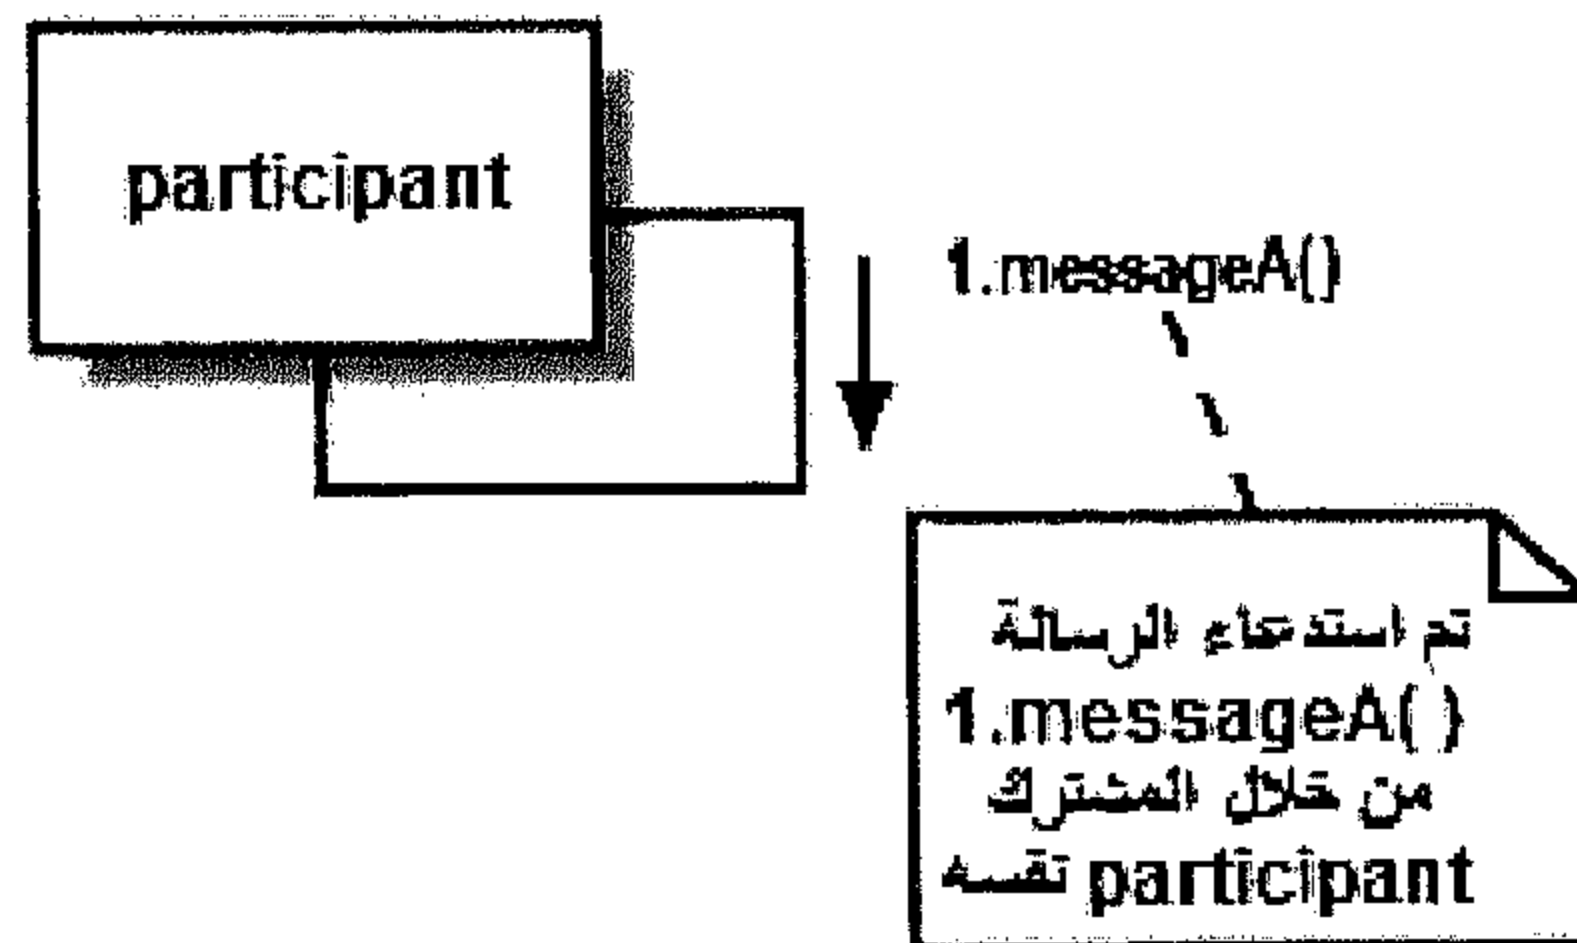 participant
1.messageA()
تم استدعاء الرسالة
1.messageA( )
من خلال المشترك
participant نفسه